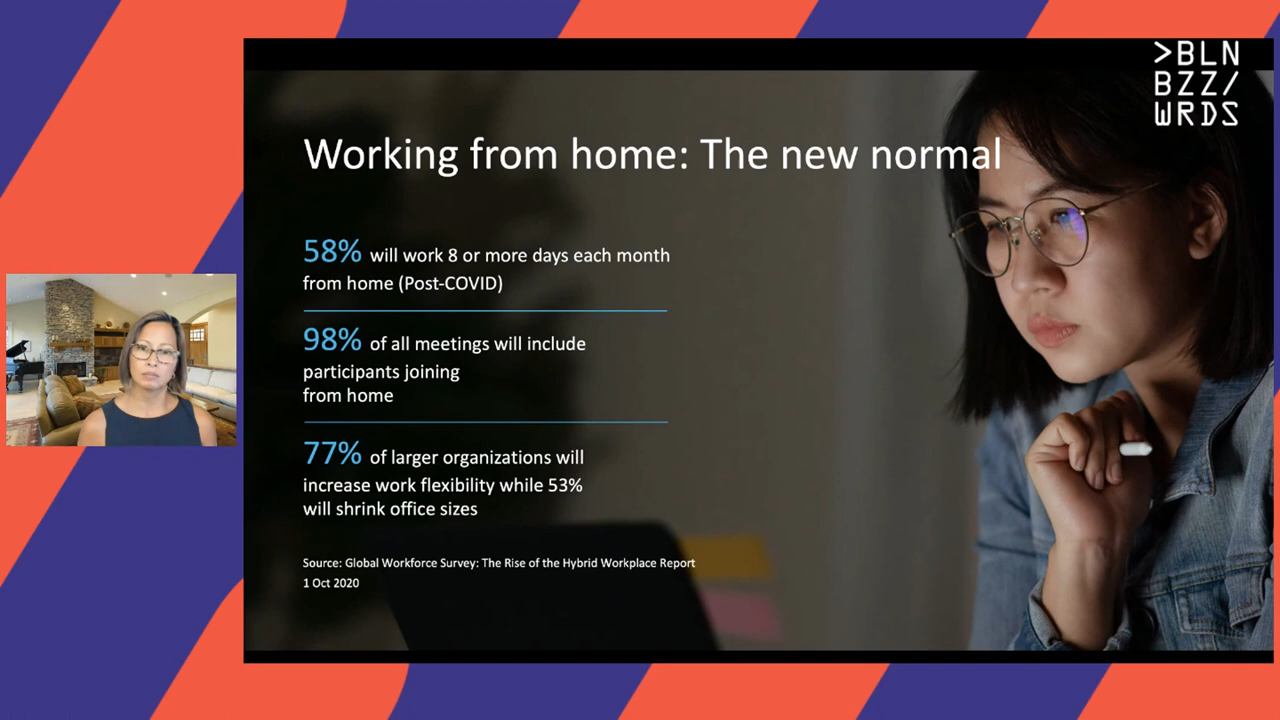 >BLN
BZZ/
WRDS
Working from home: The new normal
58% will work 8 or more days each month
from home (Post-COVID)
98% of all meetings will include
participants joining
from home
77% of larger organizations will
increase work flexibility while 53%
will shrink office sizes
Source: Global Workforce Survey: The Rise of the Hybrid Workplace Report
1 Oct 2020